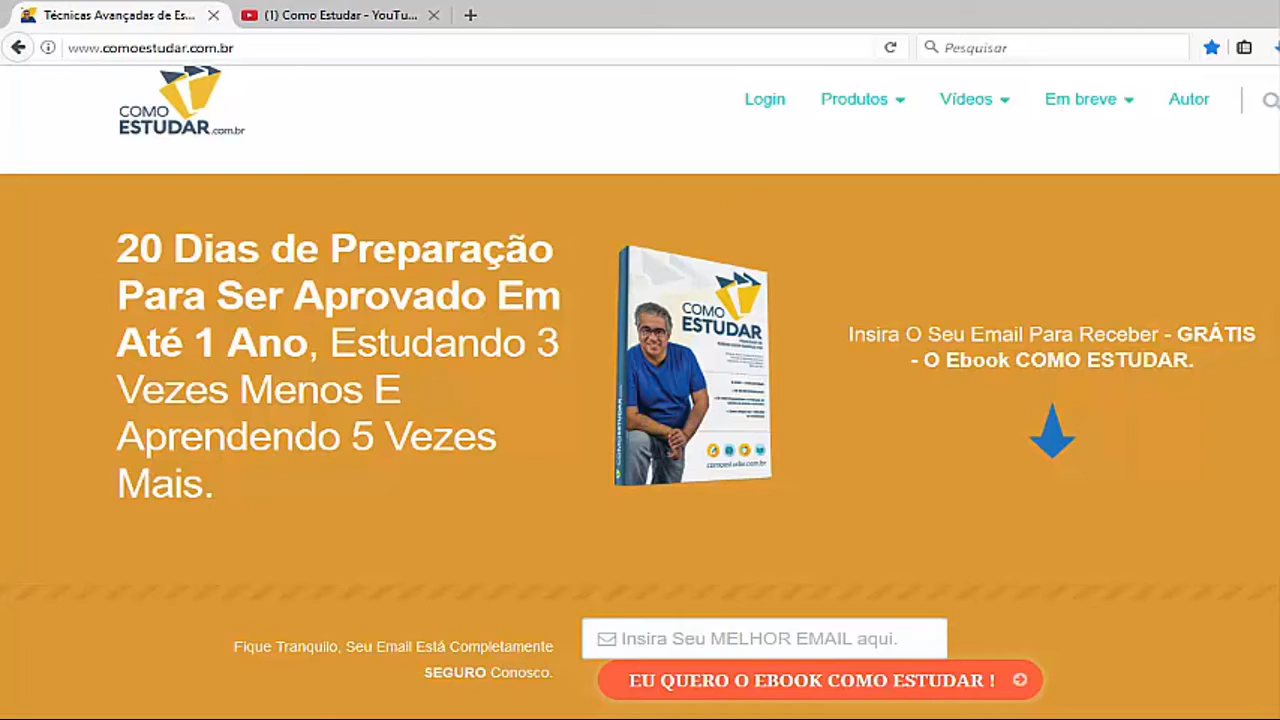 Técnicas Avançadas de Es...
(1) Como Estudar - YouTu...
www.comoestudar.com.br
Pesquisar
COMO
ESTUDAR.com.br
Login
Produtos
Vídeos
Em breve
Autor
20 Dias de Preparação
Para Ser Aprovado Em
Até 1 Ano, Estudando 3
Vezes Menos E
Aprendendo 5 Vezes
Mais.
COMO
ESTUDAR
comoestudar.com.br
Insira O Seu Email Para Receber - GRÁTIS
- O Ebook COMO ESTUDAR.
Fique Tranquilo, Seu Email Está Completamente
SEGURO Conosco.
Insira Seu MELHOR EMAIL aqui.
EU QUERO O EBOOK COMO ESTUDAR !